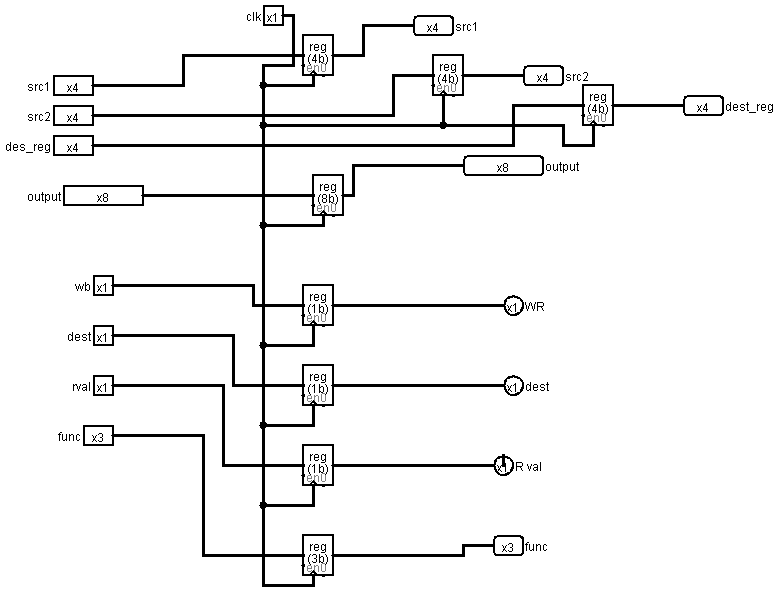 clk x1
x4 src1
reg
(4b)
en0
src1 x4
reg
(4b)
en0
x4 src2
src2 x4
reg
(4b)
en0
x4 dest_reg
des_reg x4
x8 output
output x8
reg
(8b)
en0
wb x1
reg
(1b)
en0
x1 WR
dest x1
rval x1
reg
(1b)
en0
x1 dest
func x3
reg
(1b)
en0
x1 R val
reg
(3b)
en0
x3 func